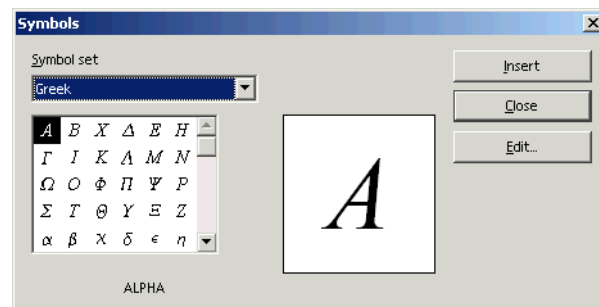 Symbols
Symbol set
Greek
Α Β Χ Δ Ε Η
Γ Ι Κ Λ Μ Ν
Ω Ο Φ Π Ψ Ρ
Σ Τ Θ Υ Ξ Ζ
α β χ δ ϵ η
ALPHA
Α
Insert
Close
Edit...